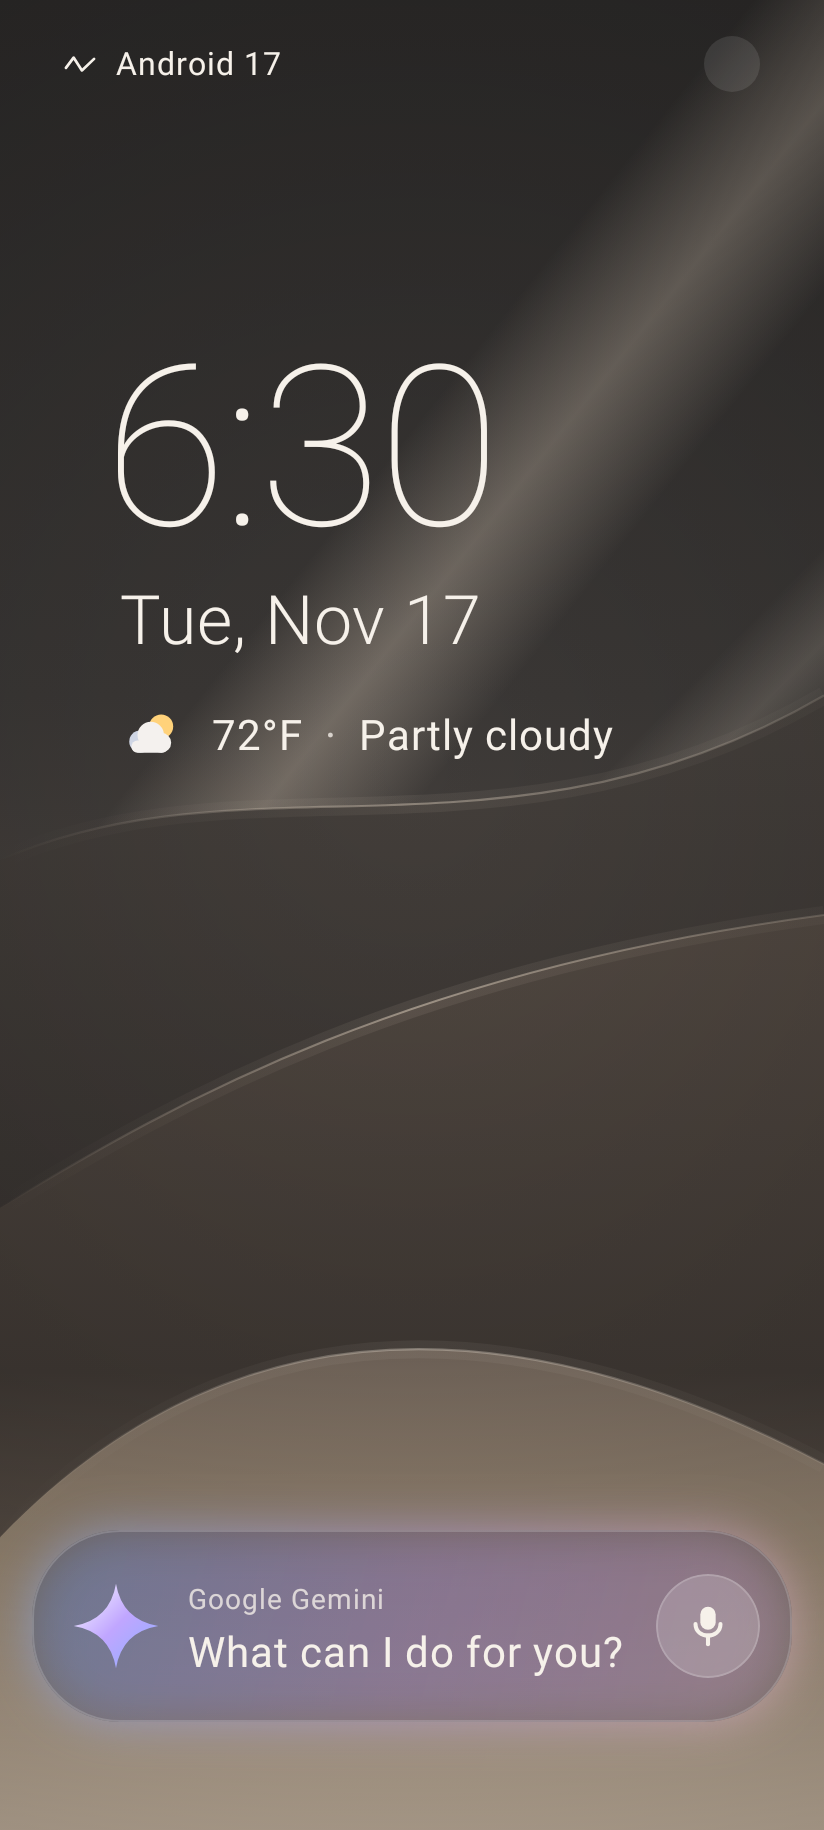 Android 17
6:30
Tue, Nov 17
72°F · Partly cloudy
Google Gemini
What can I do for you?